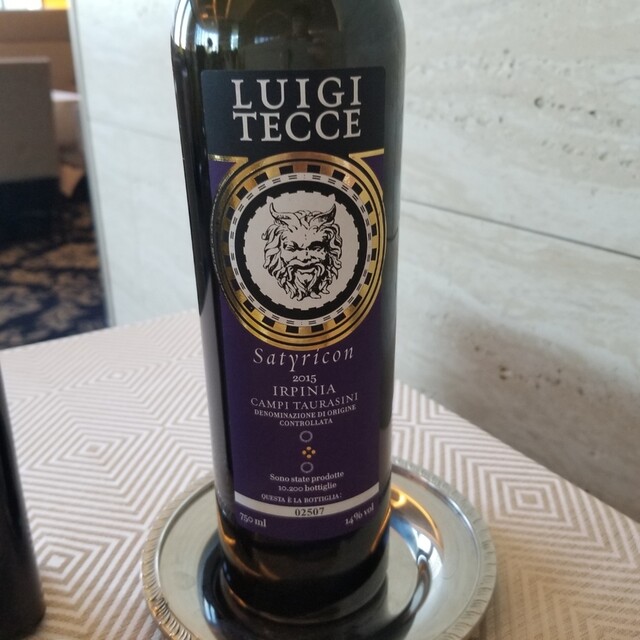 LUIGI
TECCE
Satyricon
2015
IRPINIA
CAMPI TAURASINI
DENOMINAZIONE DI ORIGINE
CONTROLLATA
Sono state prodotte
10.200 bottiglie
QUESTA È LA BOTTIGLIA:
02507
750 ml 14% vol